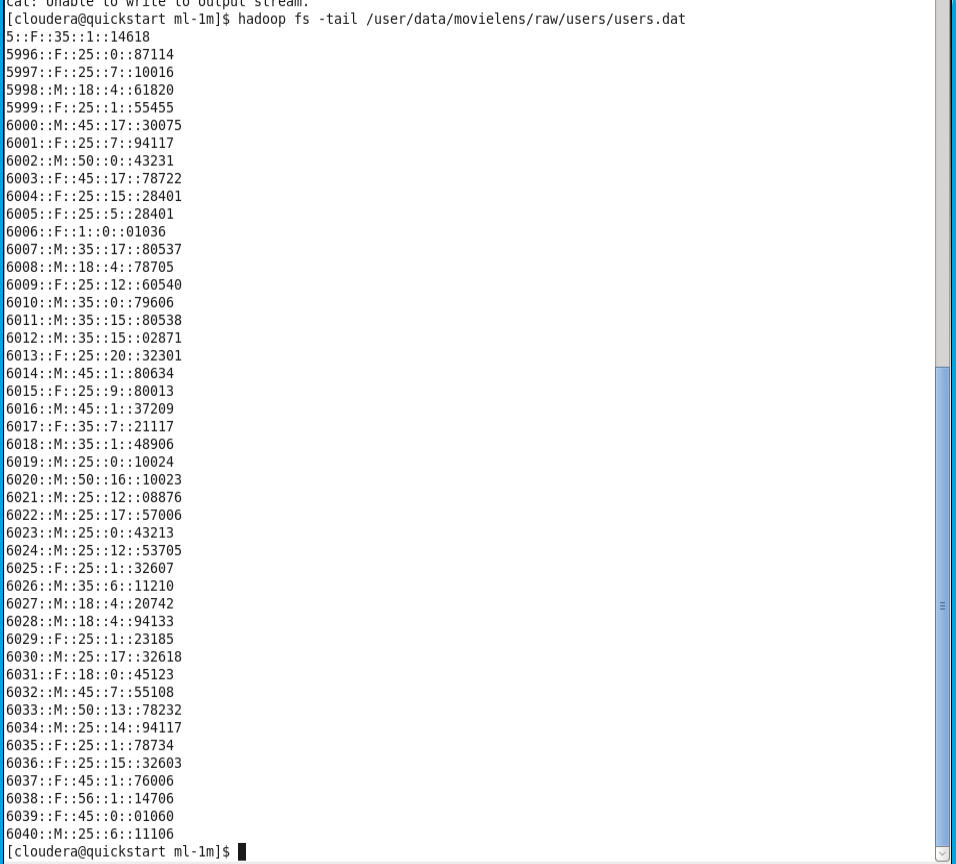 cat: Unable to write to output stream.
[cloudera@quickstart ml-1m]$ hadoop fs -tail /user/data/movielens/raw/users/users.dat
5::F::35::1::14618
5996::F::25::0::87114
5997::F::25::7::10016
5998::M::18::4::61820
5999::F::25::1::55455
6000::M::45::17::30075
6001::F::25::7::94117
6002::M::50::0::43231
6003::F::45::17::78722
6004::F::25::15::28401
6005::F::25::5::28401
6006::F::1::0::01036
6007::M::35::17::80537
6008::M::18::4::78705
6009::F::25::12::60540
6010::M::35::0::79606
6011::M::35::15::80538
6012::M::35::15::02871
6013::F::25::20::32301
6014::M::45::1::80634
6015::F::25::9::80013
6016::M::45::1::37209
6017::F::35::7::21117
6018::M::35::1::48906
6019::M::25::0::10024
6020::M::50::16::10023
6021::M::25::12::08876
6022::M::25::17::57006
6023::M::25::0::43213
6024::M::25::12::53705
6025::F::25::1::32607
6026::M::35::6::11210
6027::M::18::4::20742
6028::M::18::4::94133
6029::F::25::1::23185
6030::M::25::17::32618
6031::F::18::0::45123
6032::M::45::7::55108
6033::M::50::13::78232
6034::M::25::14::94117
6035::F::25::1::78734
6036::F::25::15::32603
6037::F::45::1::76006
6038::F::56::1::14706
6039::F::45::0::01060
6040::M::25::6::11106
[cloudera@quickstart ml-1m]$